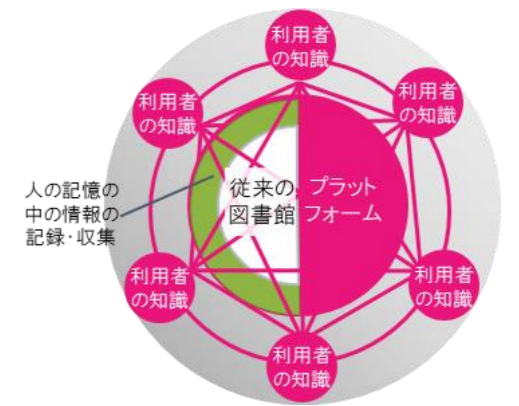 利用者
の知識
利用者
の知識
利用者
の知識
人の記憶の
中の情報の
記録・収集
従来の
図書館
プラット
フォーム
利用者
の知識
利用者
の知識
利用者
の知識